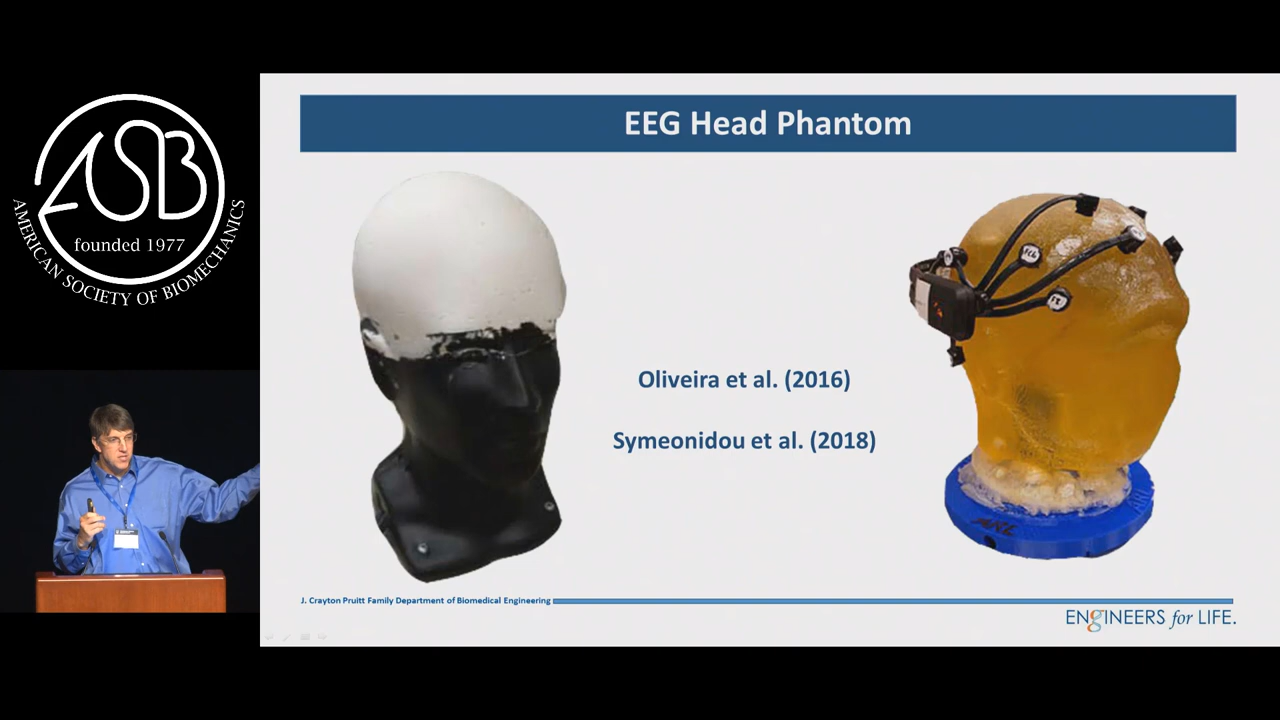 ASB
founded 1977
AMERICAN SOCIETY OF BIOMECHANICS
EEG Head Phantom
Oliveira et al. (2016)
Symeonidou et al. (2018)
J. Crayton Pruitt Family Department of Biomedical Engineering
ENGINEERS for LIFE.